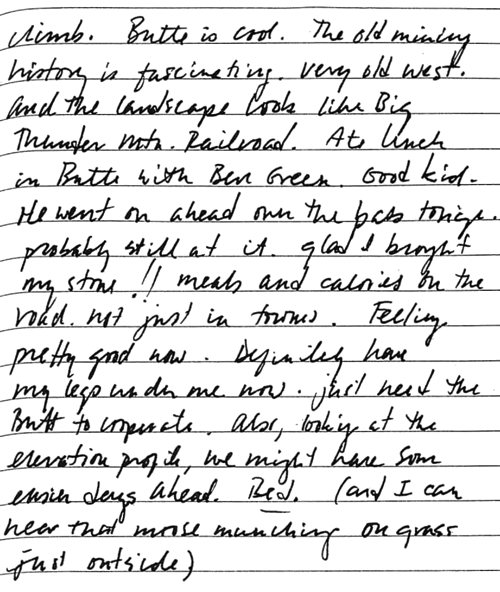 climb. Butte is cool. The old mining
history is fascinating. very old west.
and the landscape looks like Big
Thunder Mtn. Railroad. Ate lunch
in Butte with Ben Green. Good kid.
He went on ahead over the pass tonigt.
probably still at it. glad I brought
my stove!! meals and calories on the
road. not just in towns. Feeling
pretty good now. Definitely have
my legs under me now. just need the
Butt to cooperate. Also, looking at the
elevation profile, we might have some
easier days ahead. Bed. (and I can
hear that moose munching on grass
just outside)